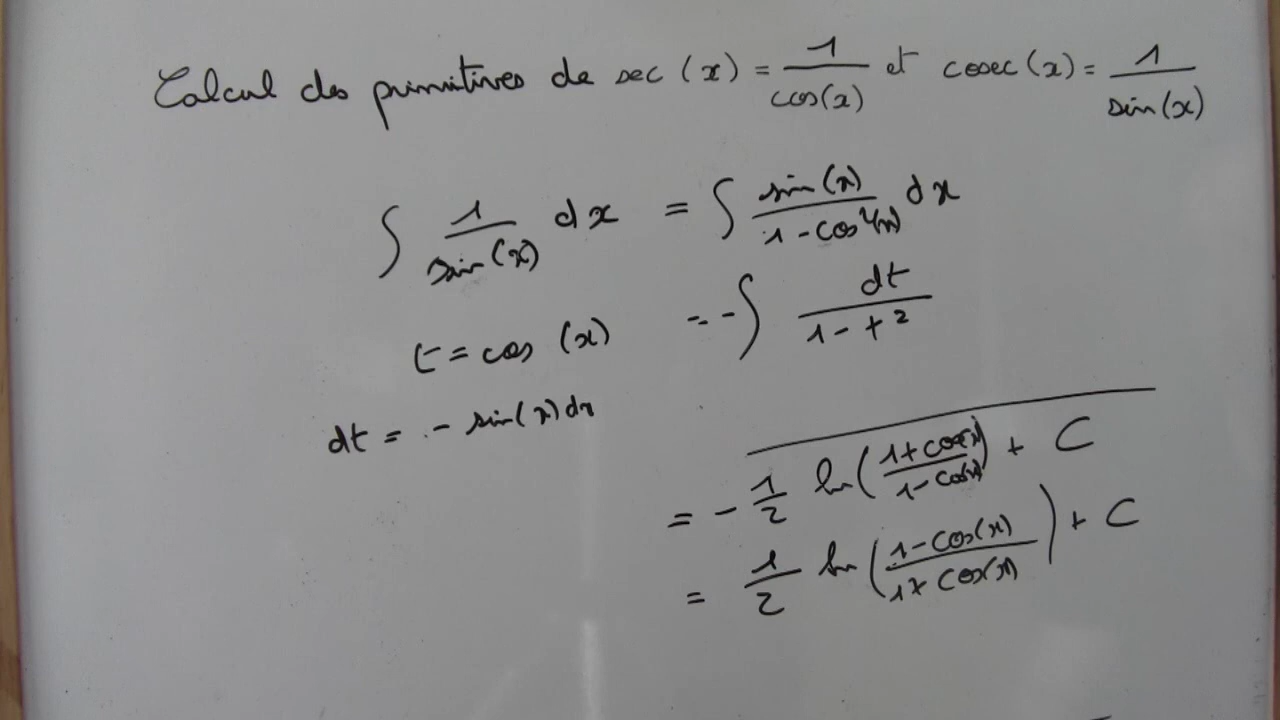 Calcul des primitives de sec(x) = 1/cos(x) et cosec(x) = 1/sin(x)
∫ 1/sin(x) dx = ∫ sin(x)/(1-cos²(x)) dx
t = cos(x) = -∫ dt/(1-t²)
dt = - sin(x) dx
= - 1/2 ln((1+cos(x))/(1-cos(x))) + C
= 1/2 ln((1-cos(x))/(1+cos(x))) + C